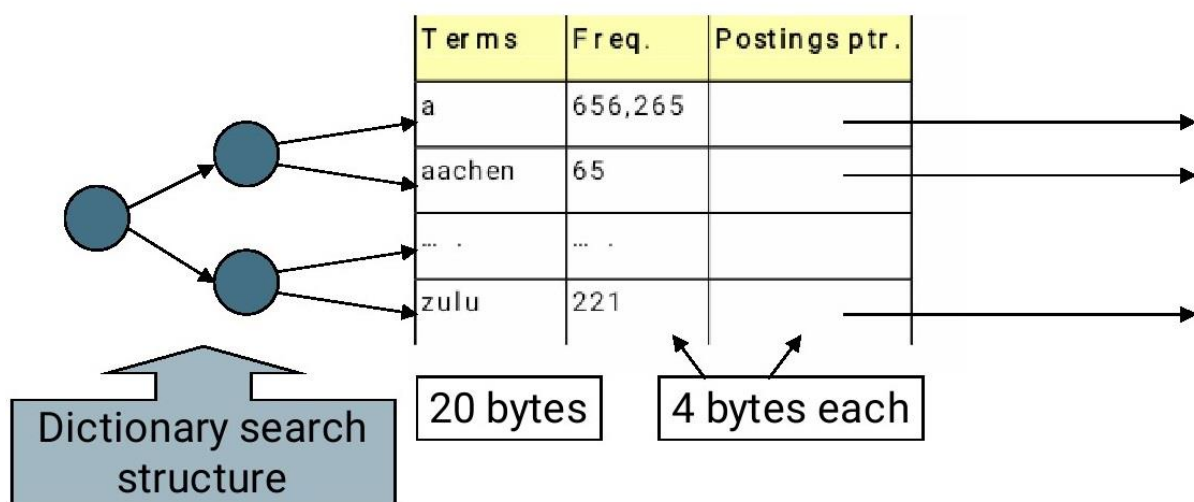 Terms Freq. Postings ptr.
a 656,265
aachen 65
… . … .
zulu 221
20 bytes 4 bytes each
Dictionary search
structure